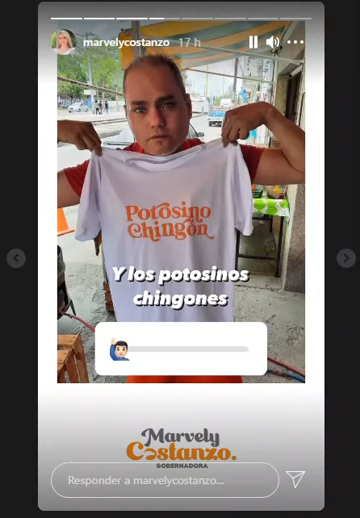 marvelycostanzo 17 h
Potosino
Chingón
Y los potosinos
chingones
Marvely
Costanzo.
GOBERNADORA
Responder a marvelycostanzo...